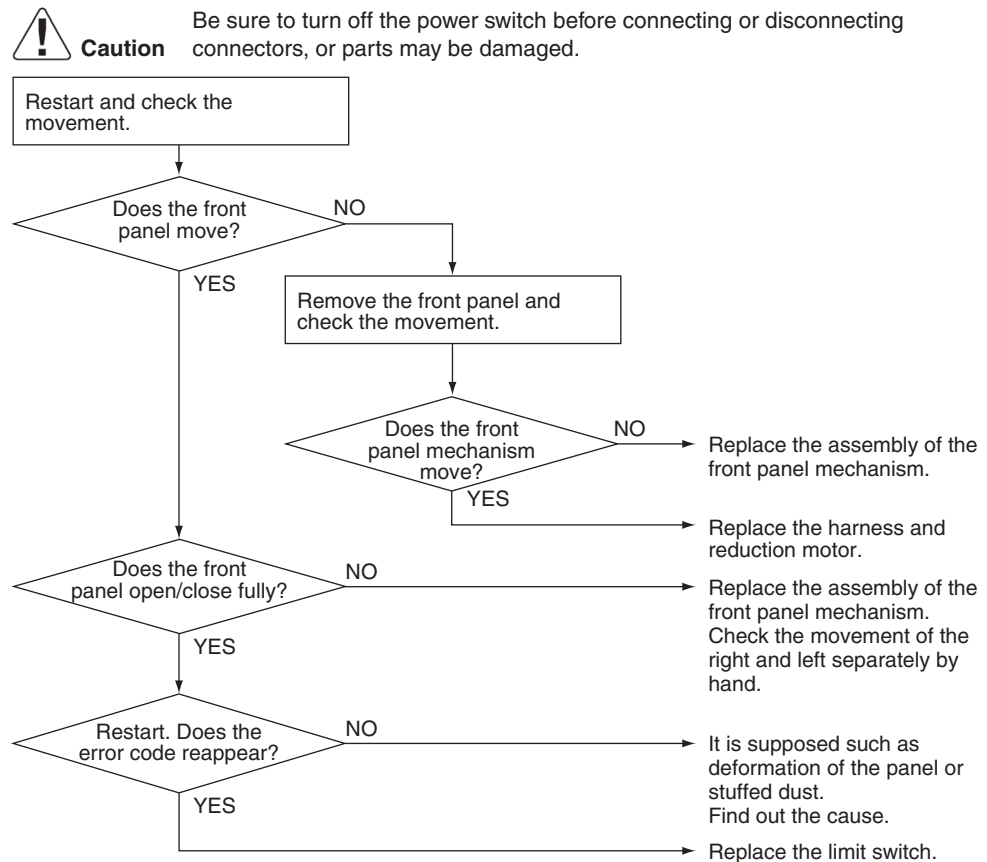 Be sure to turn off the power switch before connecting or disconnecting
Caution connectors, or parts may be damaged.
Restart and check the
movement.
Does the front
panel move?
NO
YES
Remove the front panel and
check the movement.
Does the front
panel mechanism
move?
NO
Replace the assembly of the
front panel mechanism.
YES
Replace the harness and
reduction motor.
Does the front
panel open/close fully?
NO
Replace the assembly of the
front panel mechanism.
Check the movement of the
right and left separately by
hand.
YES
Restart. Does the
error code reappear?
NO
It is supposed such as
deformation of the panel or
stuffed dust.
Find out the cause.
YES
Replace the limit switch.